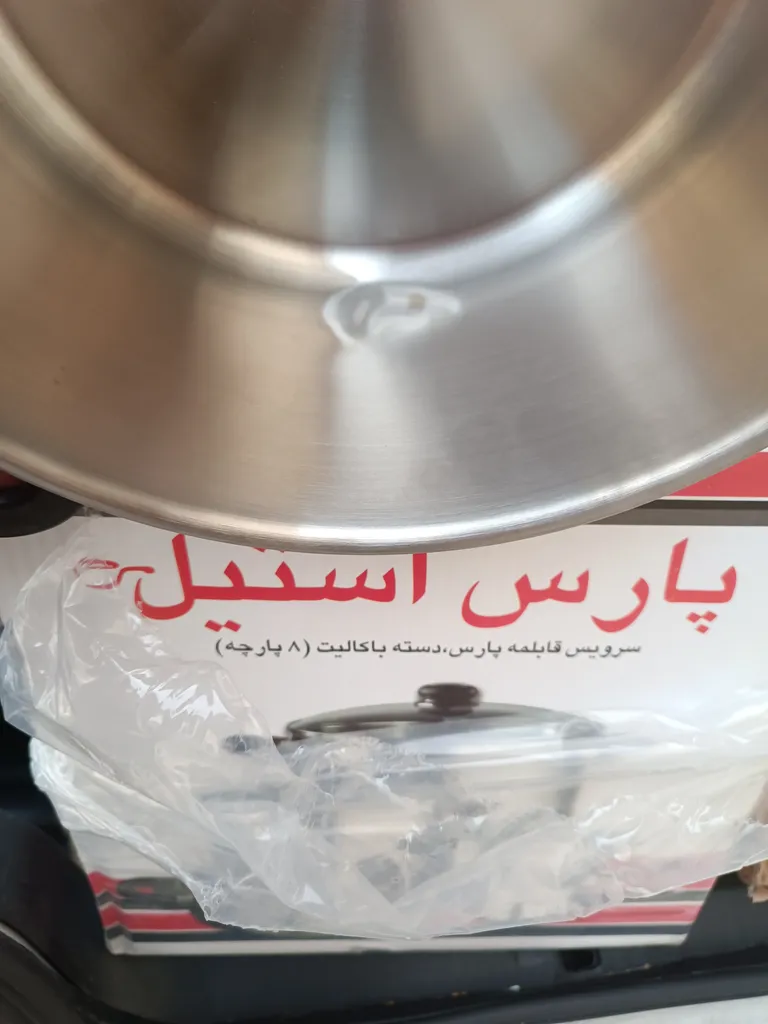 پارس استیل
سرویس قابلمه پارس،دسته باکالیت (۸ پارچه)